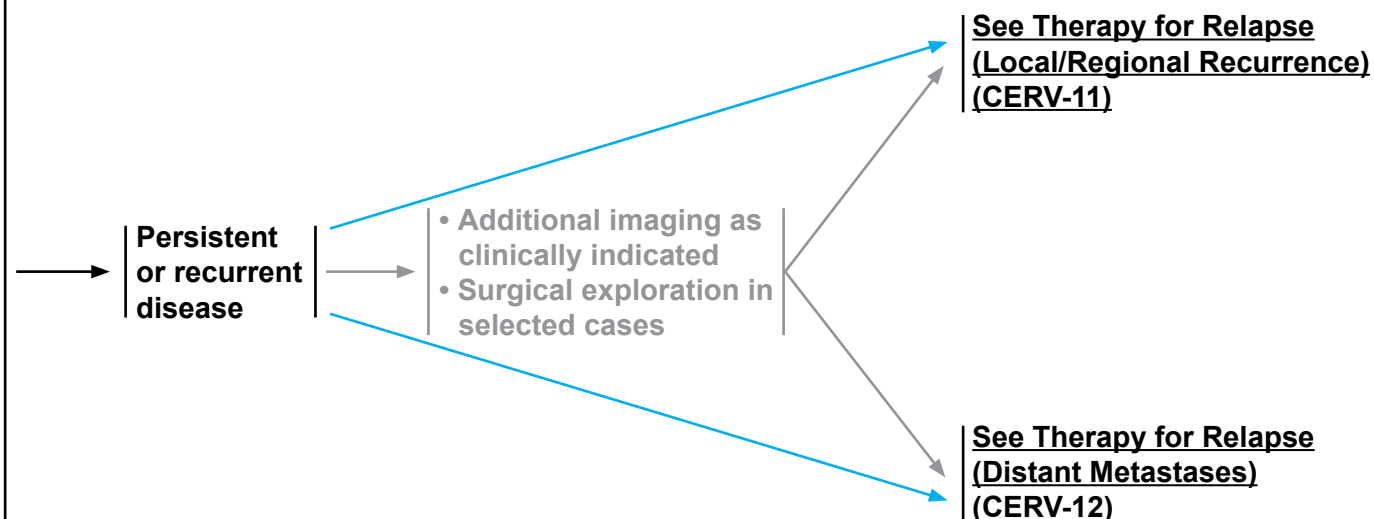 See Therapy for Relapse
(Local/Regional Recurrence)
(CERV-11)
Persistent
or recurrent
disease
• Additional imaging as
clinically indicated
• Surgical exploration in
selected cases
See Therapy for Relapse
(Distant Metastases)
(CERV-12)